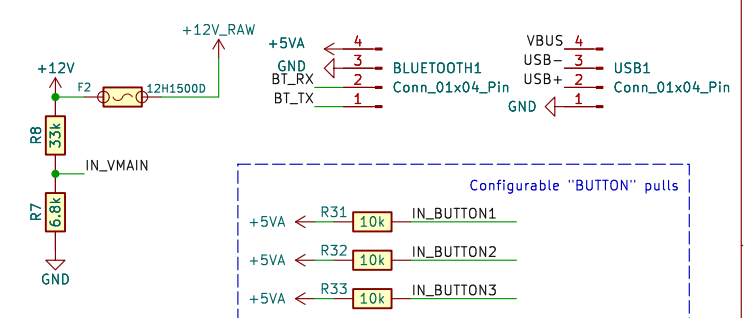 +12V_RAW
+12V
F2
12H1500D
R8
33k
IN_VMAIN
R7
6.8k
GND
+5VA
4
GND
3
BLUETOOTH1
BT_RX
2
Conn_01x04_Pin
BT_TX
1
VBUS
4
USB-
3
USB1
USB+
2
Conn_01x04_Pin
GND
1
Configurable "BUTTON" pulls
+5VA
R31
10k
IN_BUTTON1
+5VA
R32
10k
IN_BUTTON2
+5VA
R33
10k
IN_BUTTON3